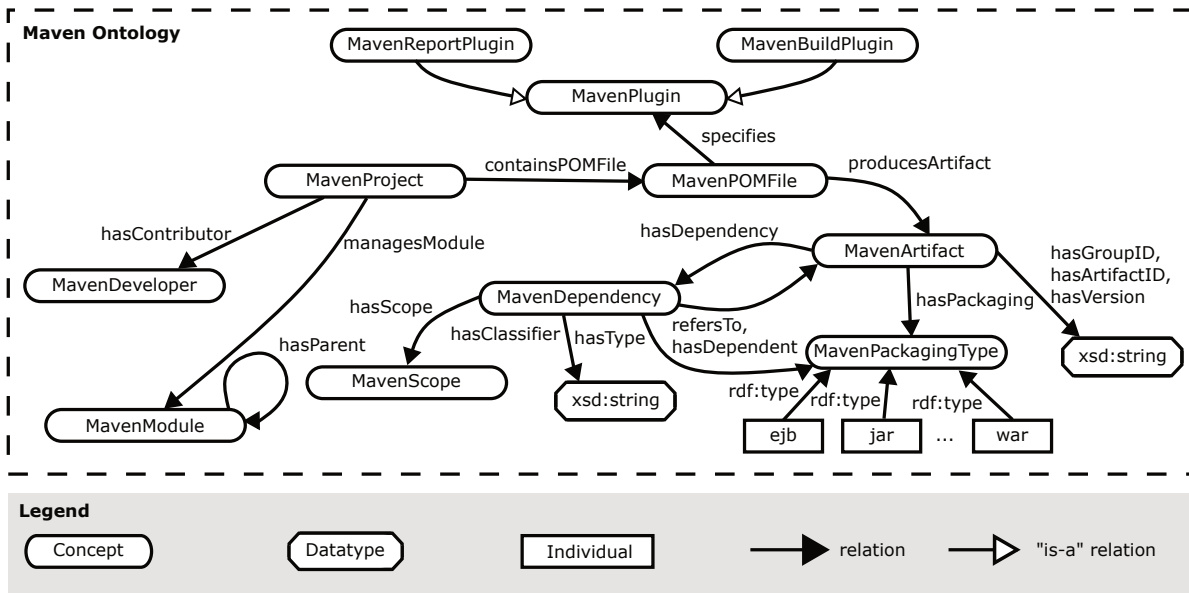 Maven Ontology
MavenReportPlugin
MavenBuildPlugin
MavenPlugin
specifies
containsPOMFile
producesArtifact
MavenProject
MavenPOMFile
hasContributor
managesModule
hasDependency
MavenArtifact
hasGroupID,
hasArtifactID,
hasVersion
MavenDeveloper
MavenDependency
hasScope
hasPackaging
hasClassifier
hasType
refersTo,
hasDependent
hasParent
MavenPackagingType
xsd:string
MavenScope
xsd:string
rdf:type
rdf:type
rdf:type
MavenModule
ejb
jar
...
war
Legend
Concept
Datatype
Individual
relation
"is-a" relation